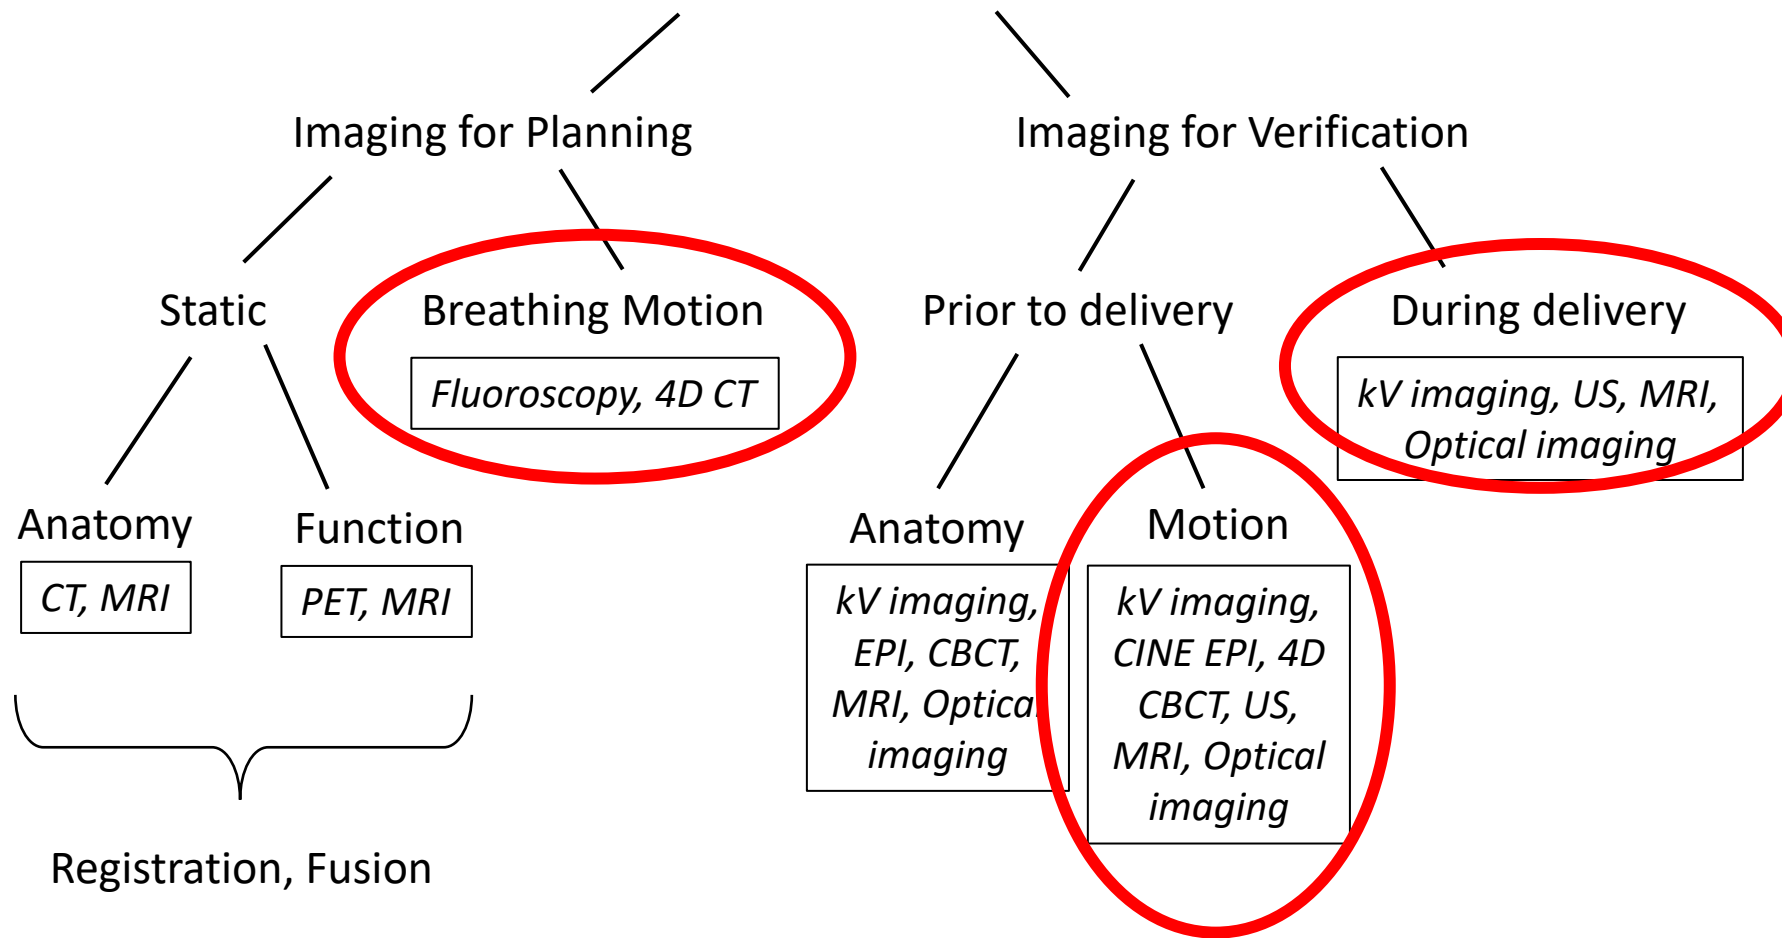 Imaging for Planning
Imaging for Verification
Static
Breathing Motion
Fluoroscopy, 4D CT
Prior to delivery
During delivery
kV imaging, US, MRI,
Optical imaging
Anatomy
CT, MRI
Function
PET, MRI
Anatomy
kV imaging,
EPI, CBCT,
MRI, Optical
imaging
Motion
kV imaging,
CINE EPI, 4D
CBCT, US,
MRI, Optical
imaging
Registration, Fusion